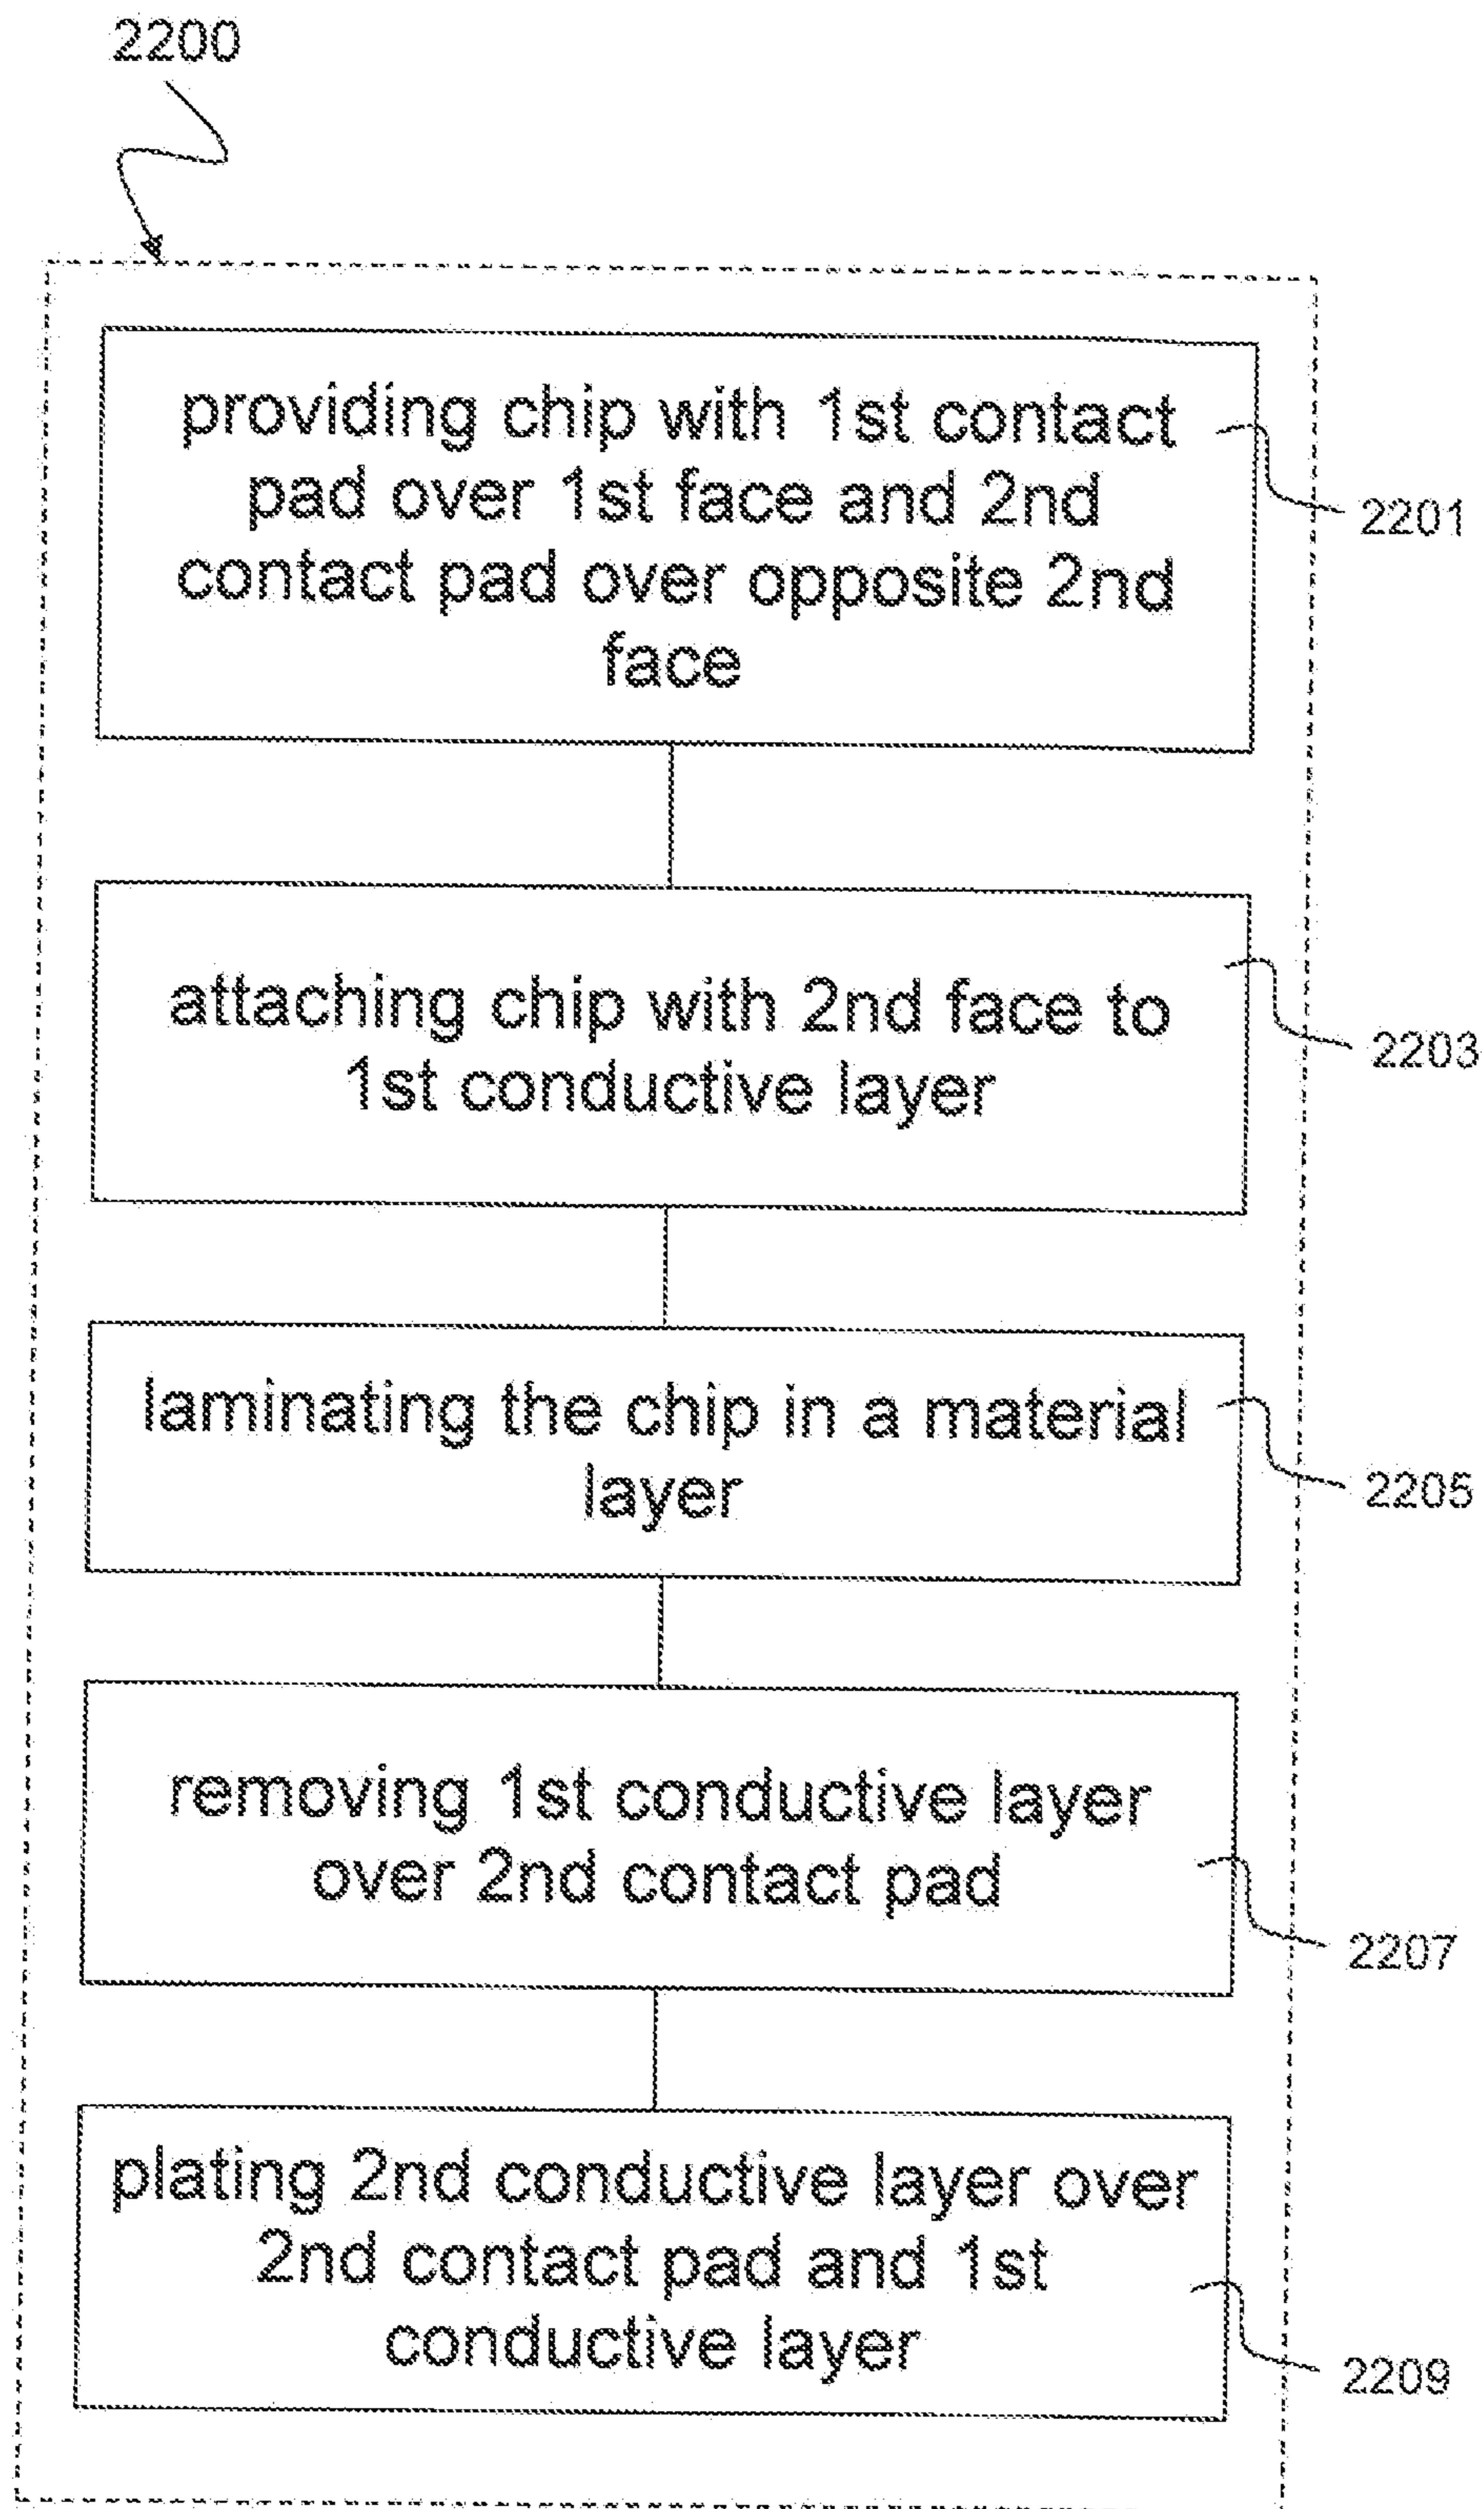 2200
providing chip with 1st contact
pad over 1st face and 2nd
contact pad over opposite 2nd
face
2201
attaching chip with 2nd face to
1st conductive layer
2203
laminating the chip in a material
layer
2205
removing 1st conductive layer
over 2nd contact pad
2207
plating 2nd conductive layer over
2nd contact pad and 1st
conductive layer
2209